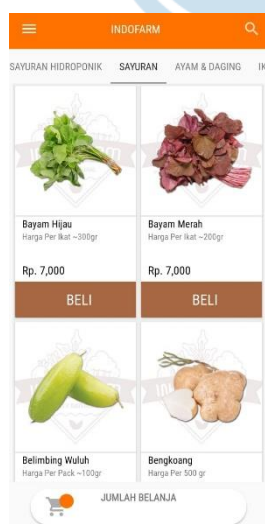 INDOFARM
SAYURAN HIDROPONIK SAYURAN AYAM & DAGING
Bayam Hijau
Harga Per Ikat ~300gr
Rp. 7,000
BELI
Bayam Merah
Harga Per Ikat ~200gr
Rp. 7,000
BELI
Belimbing Wuluh
Harga Per Pack ~100gr
Bengkoang
Harga Per 500 gr
JUMLAH BELANJA